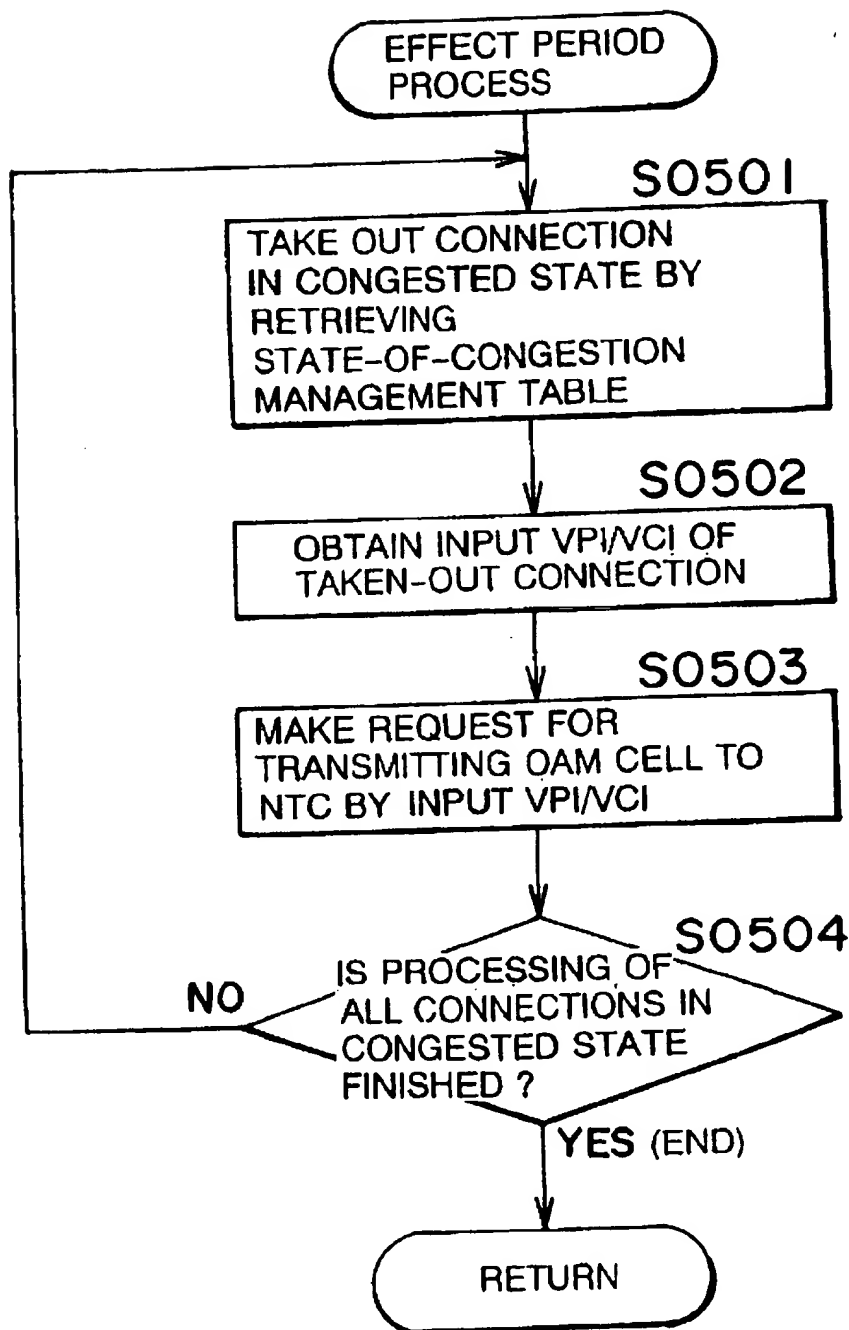 EFFECT PERIOD
PROCESS
S0501
TAKE OUT CONNECTION
IN CONGESTED STATE BY
RETRIEVING
STATE-OF-CONGESTION
MANAGEMENT TABLE
S0502
OBTAIN INPUT VPI/VCI OF
TAKEN-OUT CONNECTION
S0503
MAKE REQUEST FOR
TRANSMITTING OAM CELL TO
NTC BY INPUT VPI/VCI
S0504
IS PROCESSING OF
ALL CONNECTIONS IN
CONGESTED STATE
FINISHED ?
NO
YES (END)
RETURN